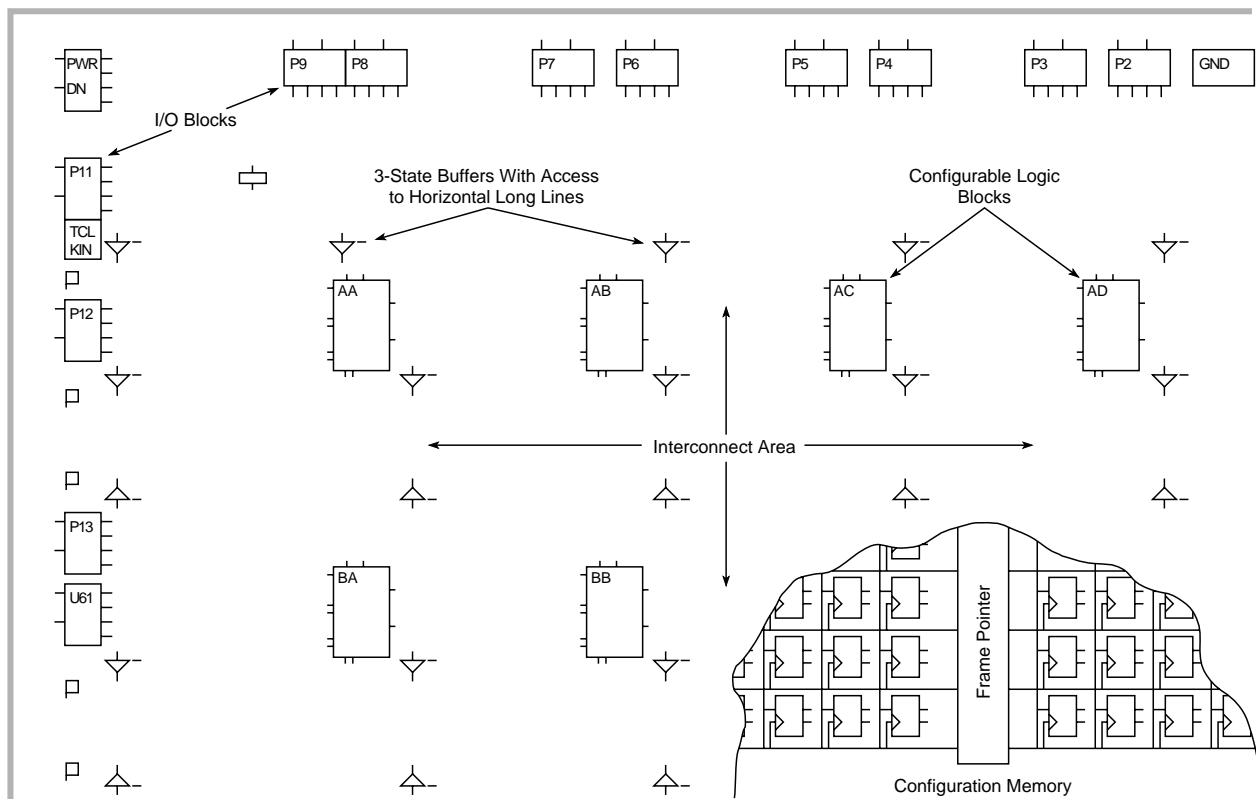 PWR
DN
P9
P8
P7
P6
P5
P4
P3
P2
GND
I/O Blocks
P11
3-State Buffers With Access
to Horizontal Long Lines
Configurable Logic
Blocks
TCL
KIN
AA
AB
AC
AD
P12
Interconnect Area
P13
BA
BB
U61
Frame Pointer
Configuration Memory